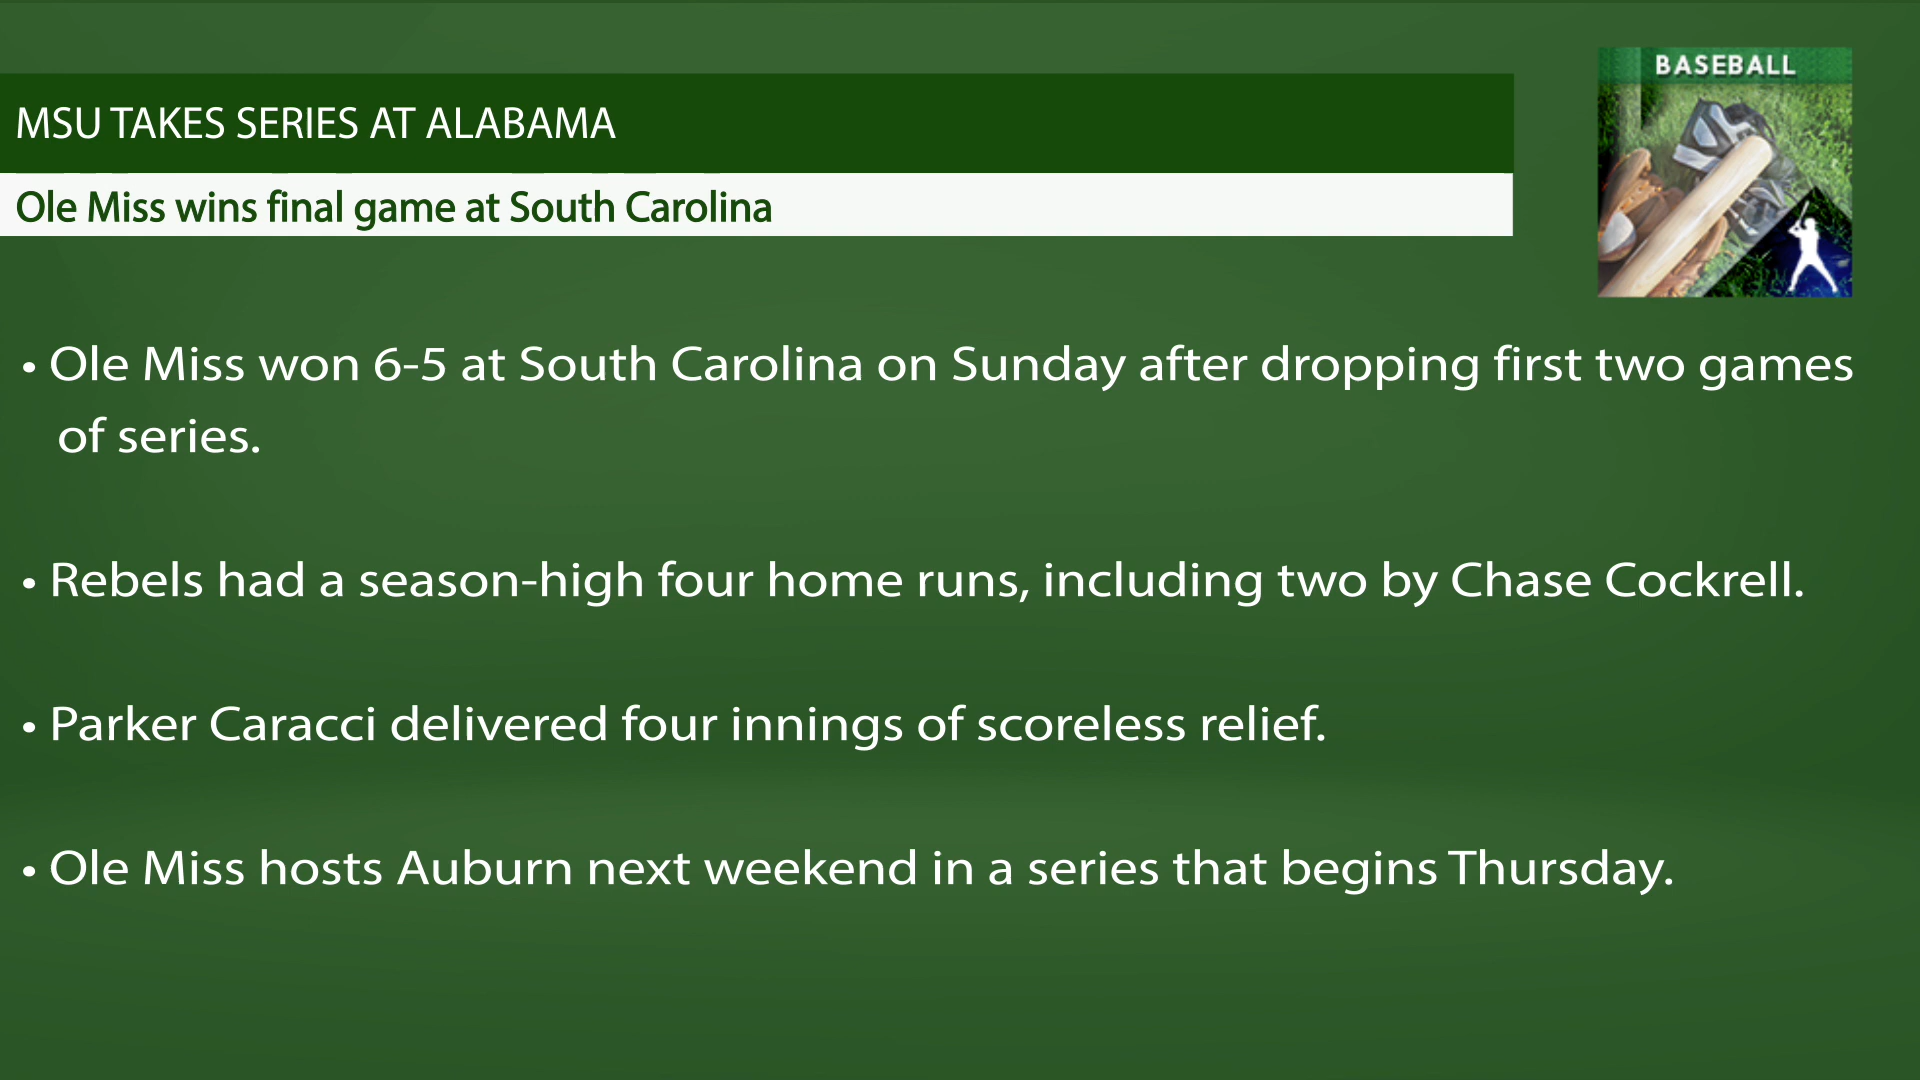 BASEBALL
MSU TAKES SERIES AT ALABAMA
Ole Miss wins final game at South Carolina
• Ole Miss won 6-5 at South Carolina on Sunday after dropping first two games
of series.
• Rebels had a season-high four home runs, including two by Chase Cockrell.
• Parker Caracci delivered four innings of scoreless relief.
• Ole Miss hosts Auburn next weekend in a series that begins Thursday.